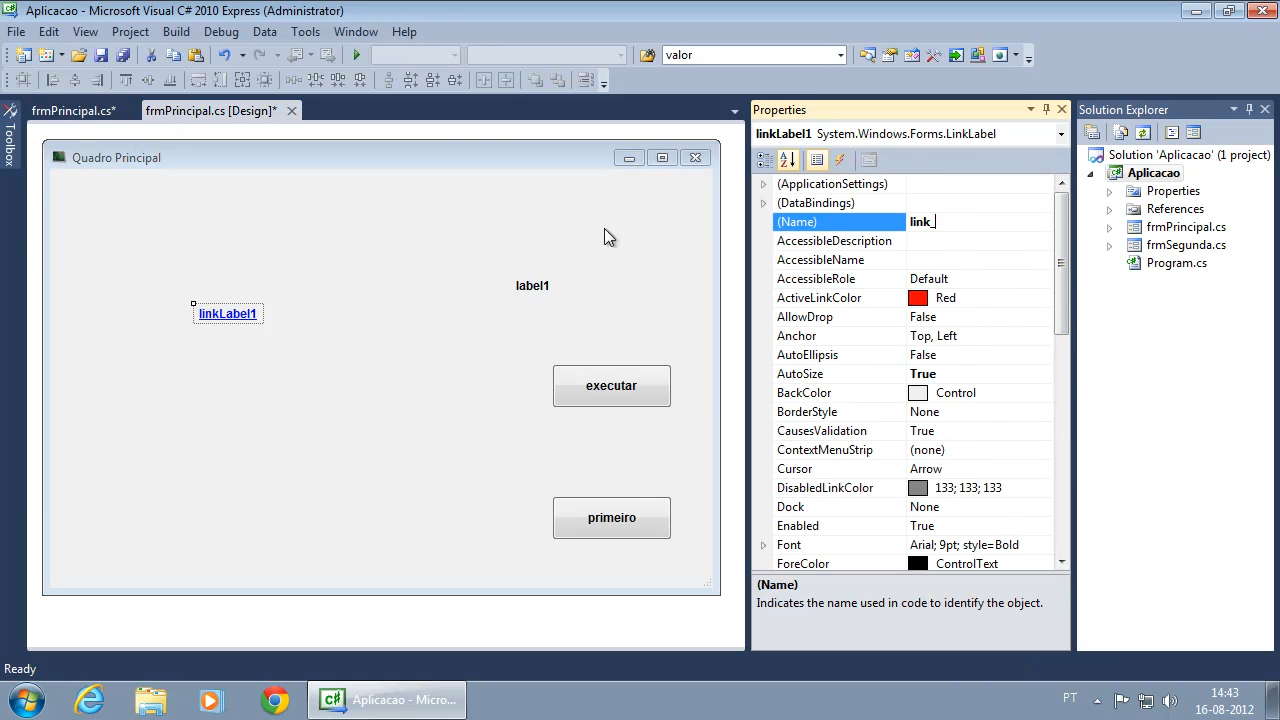 Aplicacao - Microsoft Visual C# 2010 Express (Administrator)
File Edit View Project Build Debug Data Tools Window Help
valor
frmPrincipal.cs* frmPrincipal.cs [Design]*
Toolbox
Quadro Principal
label1
linkLabel1
executar
primeiro
Properties
linkLabel1 System.Windows.Forms.LinkLabel
(ApplicationSettings)
(DataBindings)
(Name) link_
AccessibleDescription
AccessibleName
AccessibleRole Default
ActiveLinkColor Red
AllowDrop False
Anchor Top, Left
AutoEllipsis False
AutoSize True
BackColor Control
BorderStyle None
CausesValidation True
ContextMenuStrip (none)
Cursor Arrow
DisabledLinkColor 133; 133; 133
Dock None
Enabled True
Font Arial; 9pt; style=Bold
ForeColor ControlText
(Name)
Indicates the name used in code to identify the object.
Solution Explorer
Solution 'Aplicacao' (1 project)
Aplicacao
Properties
References
frmPrincipal.cs
frmSegunda.cs
Program.cs
Ready
C# Aplicacao - Micro...
PT
14:43
16-08-2012